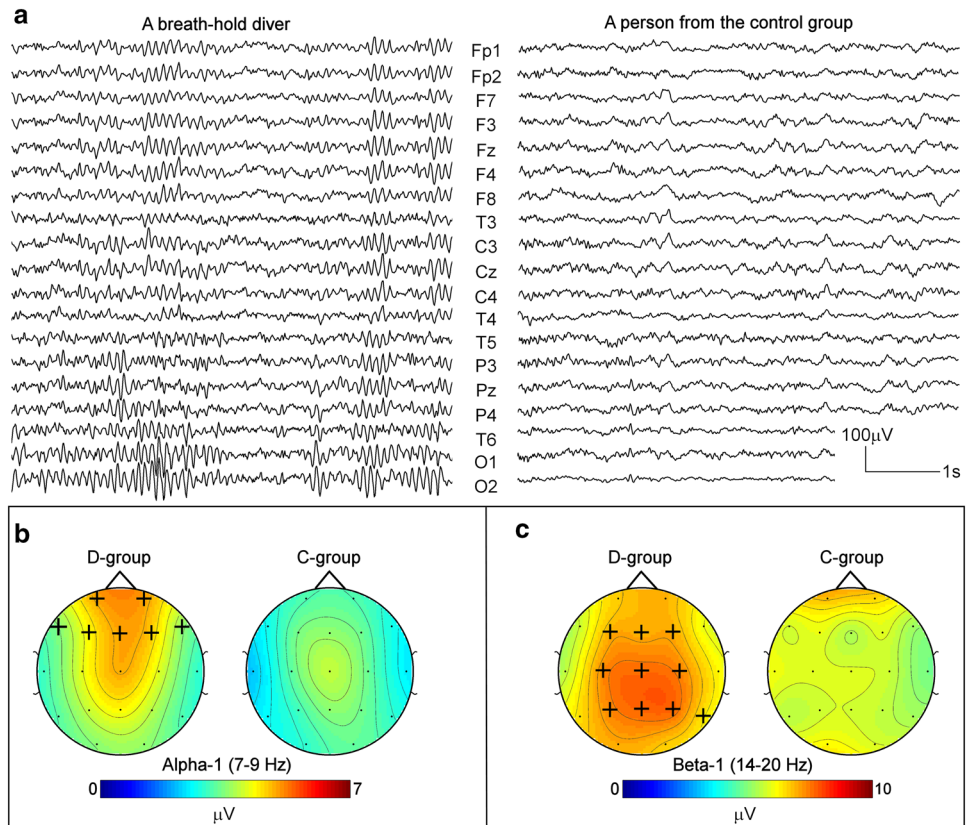 a
A breath-hold diver
A person from the control group
Fp1
Fp2
F7
F3
Fz
F4
F8
T3
C3
Cz
C4
T4
T5
P3
Pz
P4
T6
O1
O2
100μV
1s
b
D-group
C-group
Alpha-1 (7-9 Hz)
0
7
μV
c
D-group
C-group
Beta-1 (14-20 Hz)
0
10
μV